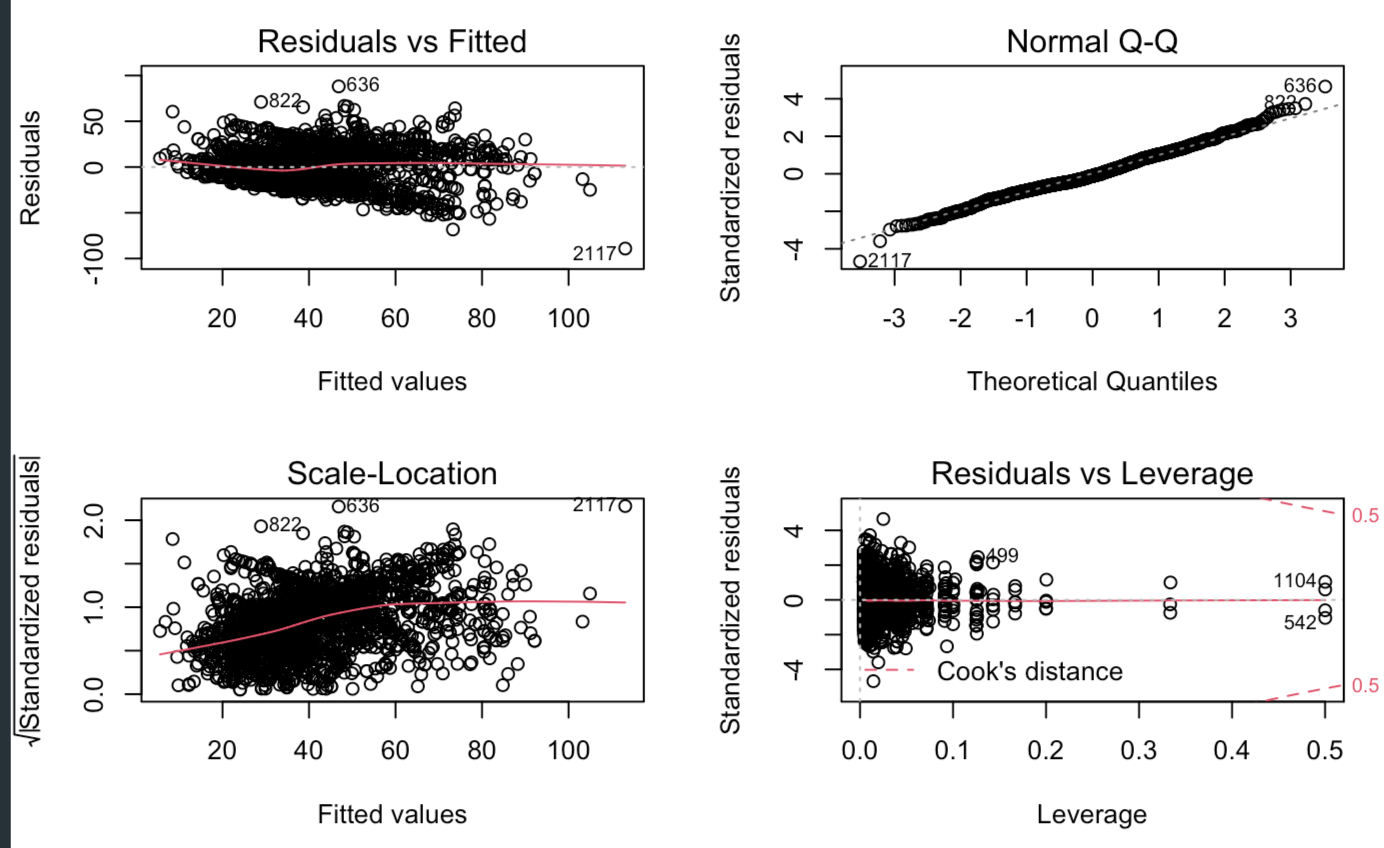 Residuals vs Fitted
Residuals
50
0
-100
822
636
2117
20 40 60 80 100
Fitted values
Normal Q-Q
Standardized residuals
4
2
0
-4
636
822
2117
-3 -2 -1 0 1 2 3
Theoretical Quantiles
Scale-Location
√|Standardized residuals|
2.0
1.0
0.0
822
636
2117
20 40 60 80 100
Fitted values
Residuals vs Leverage
Standardized residuals
4
0
-4
499
1104
542
0.5
0.5
Cook's distance
0.0 0.1 0.2 0.3 0.4 0.5
Leverage